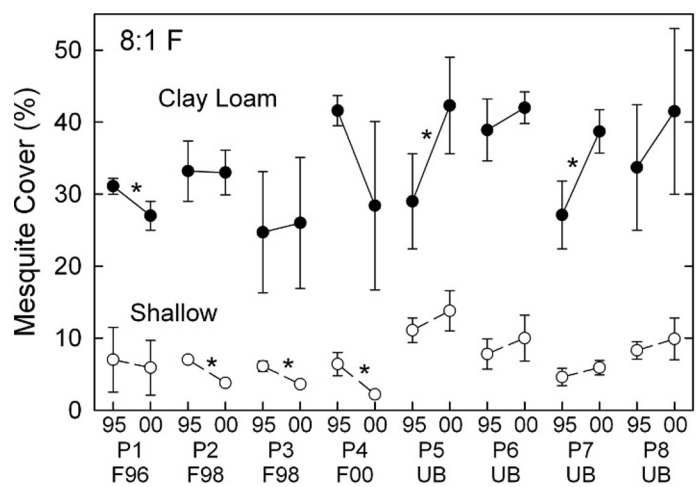 8:1 F
Clay Loam
Shallow
Mesquite Cover (%)
50
40
30
20
10
0
* * * * * *
95 00 95 00 95 00 95 00 95 00 95 00 95 00 95 00
P1 P2 P3 P4 P5 P6 P7 P8
F96 F98 F98 F00 UB UB UB UB